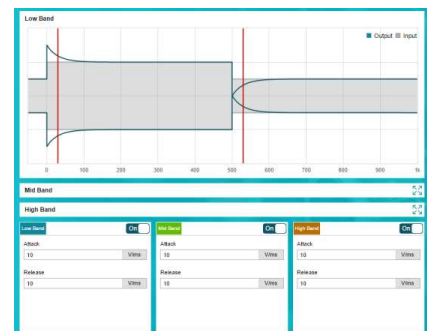 Low Band
Output Input
0 100 200 300 400 500 600 700 800 900 1k
Mid Band
High Band
Low Band On
Mid Band On
High Band On
Attack
Attack
Attack
10 V/ms
10 V/ms
10 V/ms
Release
Release
Release
10 V/ms
10 V/ms
10 V/ms